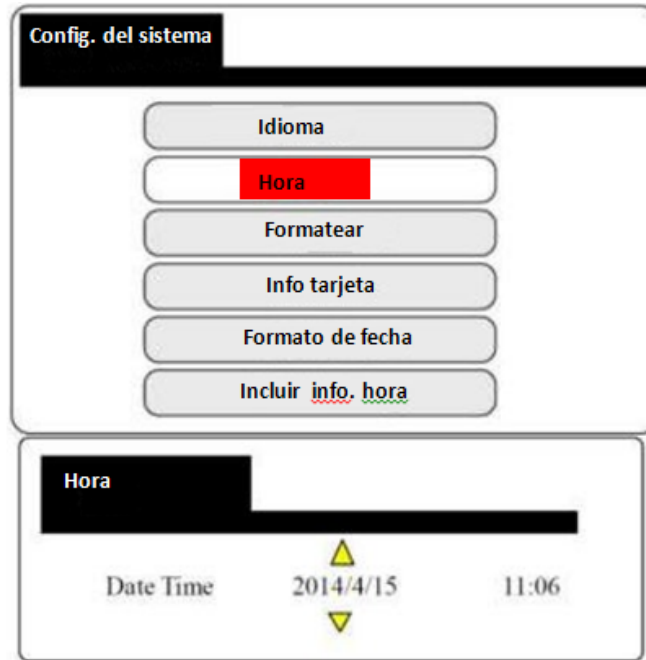 Config. del sistema
Idioma
Hora
Formatear
Info tarjeta
Formato de fecha
Incluir info. hora
Hora
Date Time 2014/4/15 11:06